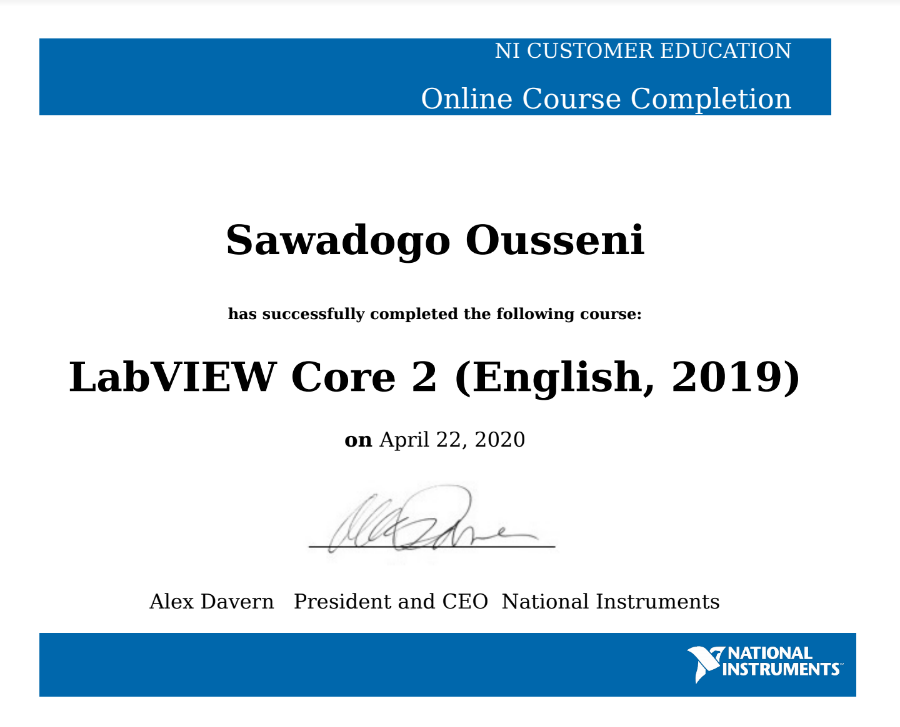 NI CUSTOMER EDUCATION
Online Course Completion
Sawadogo Ousseni
has successfully completed the following course:
LabVIEW Core 2 (English, 2019)
on April 22, 2020
Alex Davern President and CEO National Instruments
NATIONAL
INSTRUMENTS™